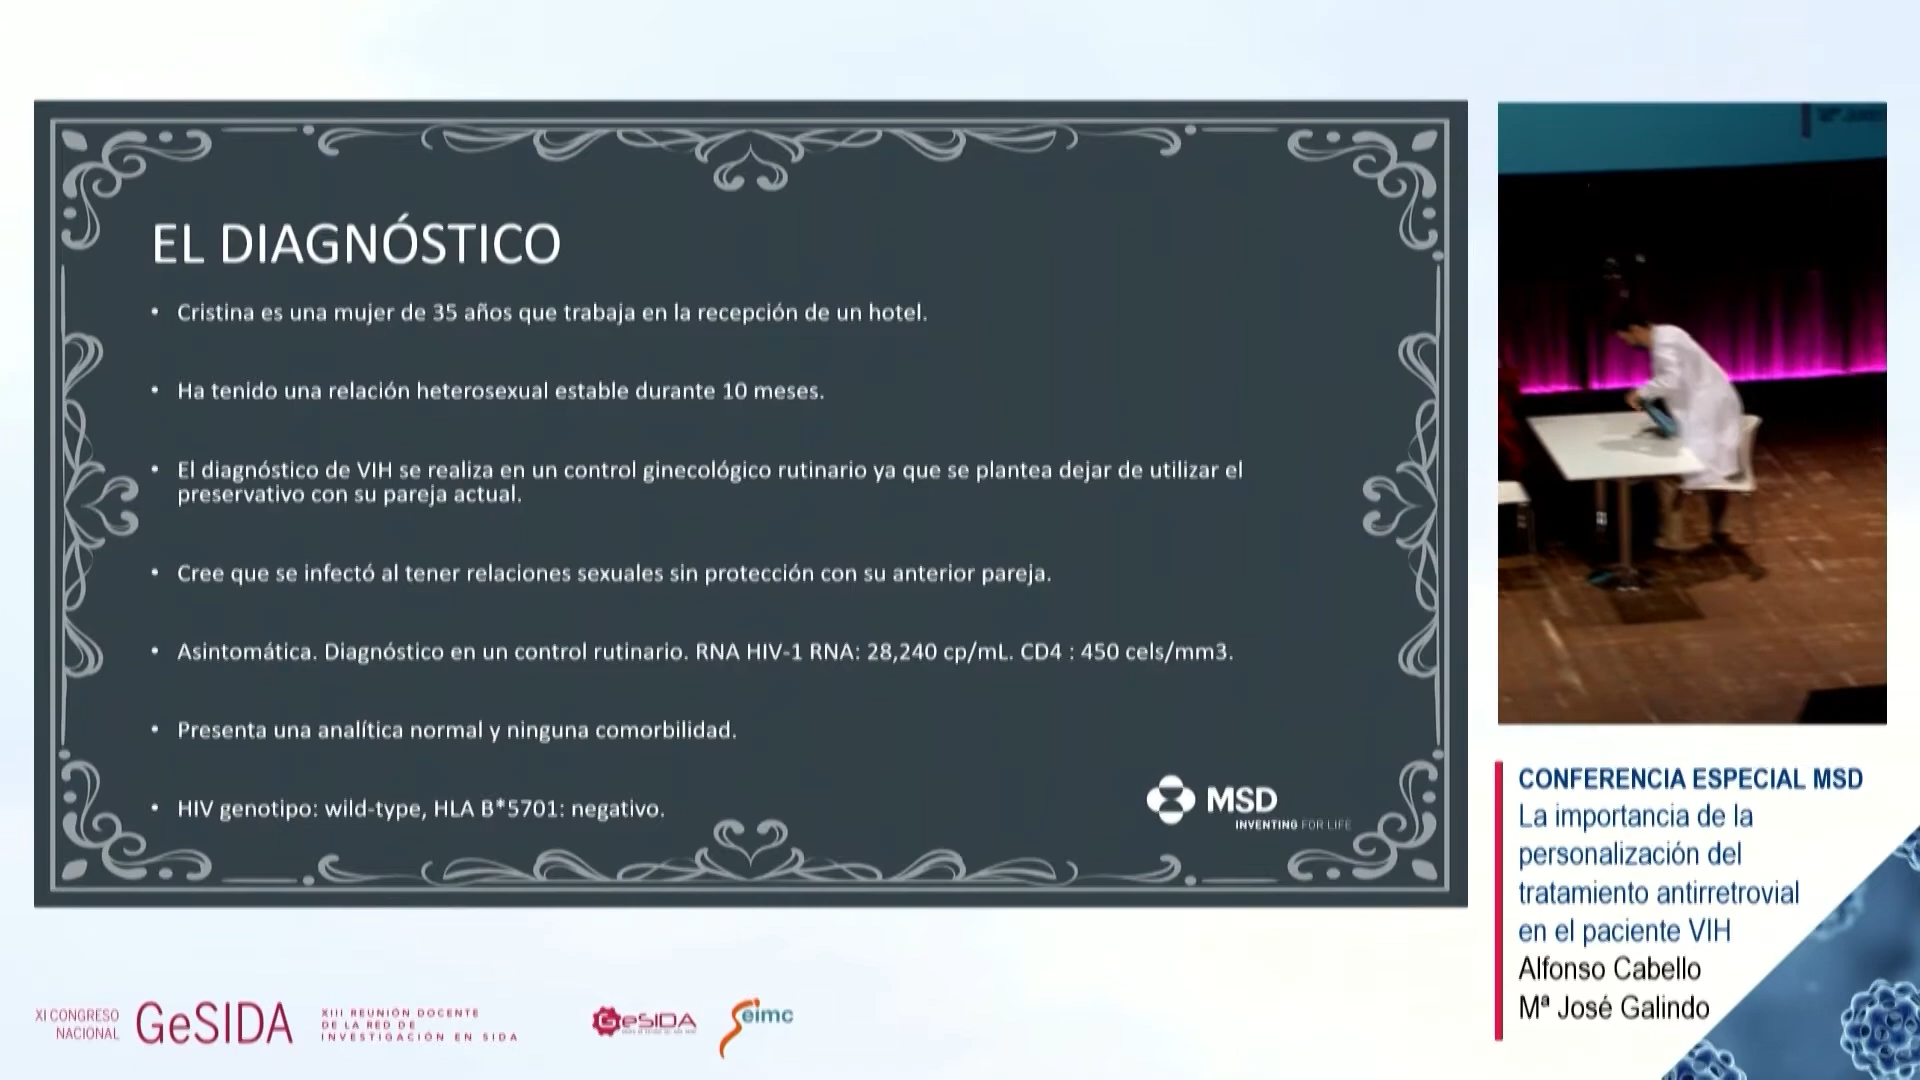 EL DIAGNÓSTICO
• Cristina es una mujer de 35 años que trabaja en la recepción de un hotel.
• Ha tenido una relación heterosexual estable durante 10 meses.
• El diagnóstico de VIH se realiza en un control ginecológico rutinario ya que se plantea dejar de utilizar el
preservativo con su pareja actual.
• Cree que se infectó al tener relaciones sexuales sin protección con su anterior pareja.
• Asintomática. Diagnóstico en un control rutinario. RNA HIV-1 RNA: 28,240 cp/mL. CD4 : 450 cels/mm3.
• Presenta una analítica normal y ninguna comorbilidad.
• HIV genotipo: wild-type, HLA B*5701: negativo.
MSD
INVENTING FOR LIFE
CONFERENCIA ESPECIAL MSD
La importancia de la
personalización del
tratamiento antirretrovial
en el paciente VIH
Alfonso Cabello
Mª José Galindo
XI CONGRESO
NACIONAL
GeSIDA
XIII REUNIÓN DOCENTE
DE LA RED DE
INVESTIGACIÓN EN SIDA
GeSIDA
Seimc